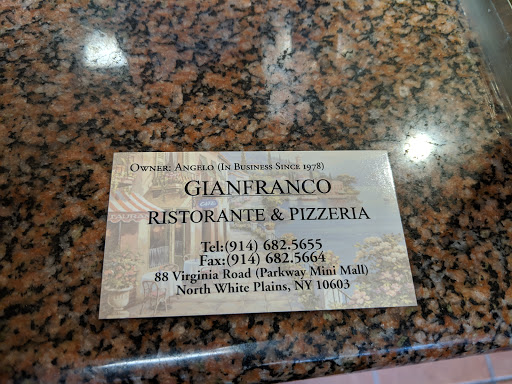 Owner: Angelo (In Business Since 1978)
GIANFRANCO
RISTORANTE & PIZZERIA
Tel:(914) 682.5655
Fax:(914) 682.5664
88 Virginia Road (Parkway Mini Mall)
North White Plains, NY 10603